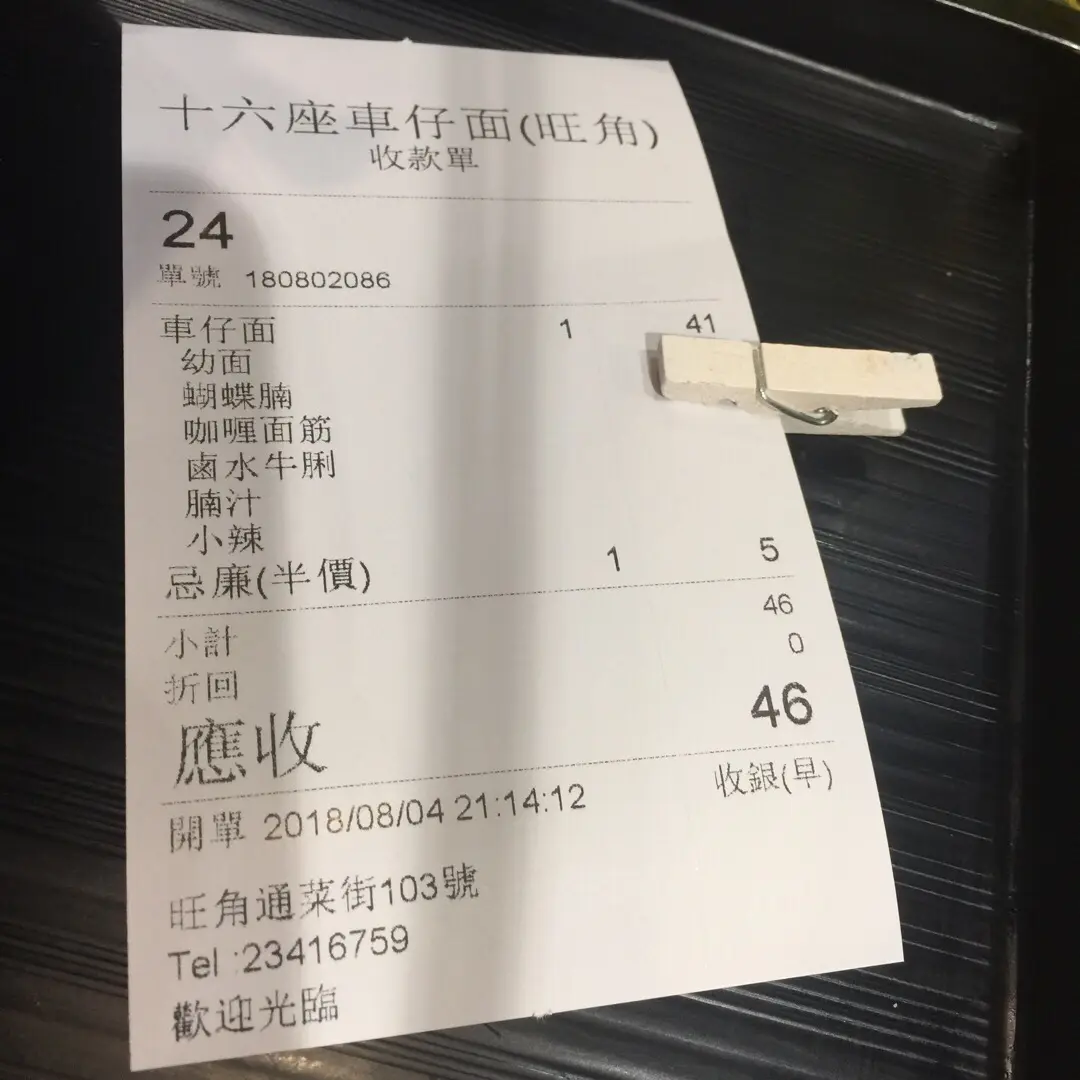 十六座車仔面(旺角)
收款單
24
單號 180802086
車仔面 1 41
幼面
蝴蝶腩
咖喱面筋
鹵水牛脷
腩汁
小辣
忌廉(半價) 1 5
小計 46
折回 0
應收 46
開單 2018/08/04 21:14:12 收銀(早)
旺角通菜街103號
Tel :23416759
歡迎光臨